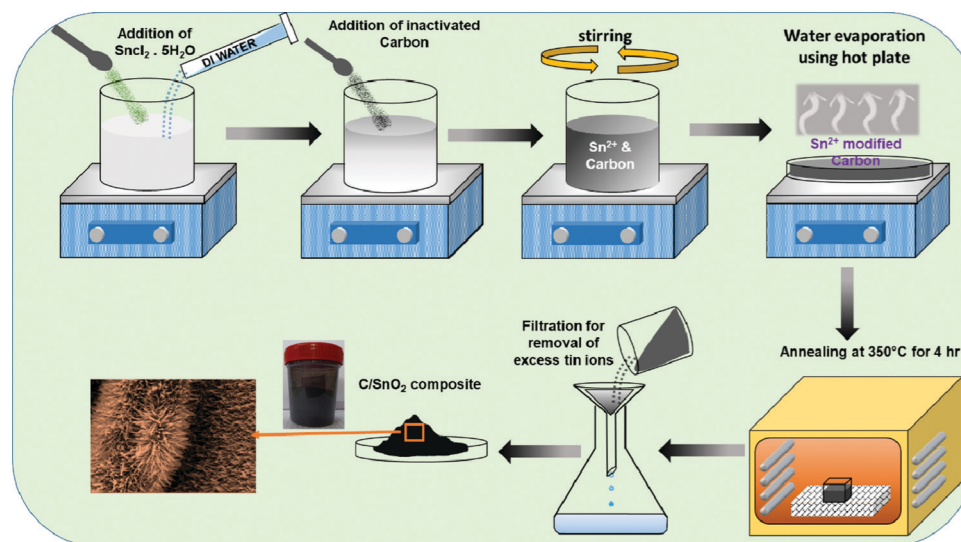 Addition of
SncI₂ . 5H₂O
DI WATER
Addition of inactivated
Carbon
stirring
Sn²⁺ &
Carbon
Water evaporation
using hot plate
Sn²⁺ modified
Carbon
Annealing at 350°C for 4 hr
Filtration for
removal of
excess tin ions
C/SnO₂ composite